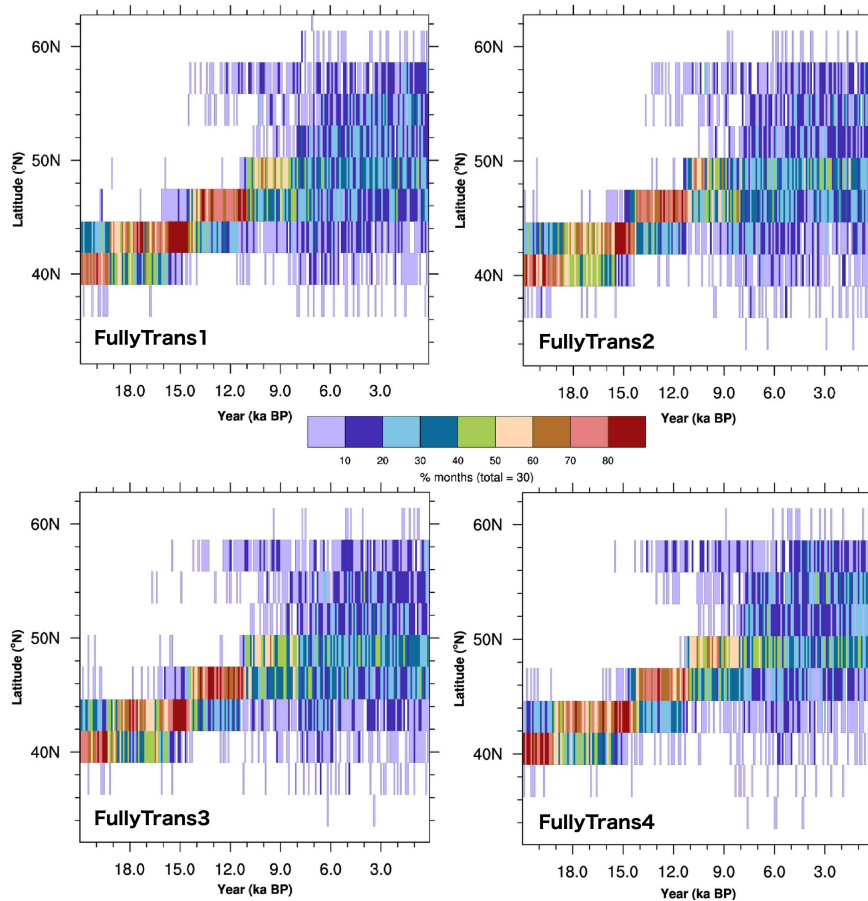 60N
50N
40N
Latitude (°N)
FullyTrans1
18.0 15.0 12.0 9.0 6.0 3.0
Year (ka BP)
60N
50N
40N
Latitude (°N)
FullyTrans2
18.0 15.0 12.0 9.0 6.0 3.0
Year (ka BP)
10 20 30 40 50 60 70 80
% months (total = 30)
60N
50N
40N
Latitude (°N)
FullyTrans3
18.0 15.0 12.0 9.0 6.0 3.0
Year (ka BP)
60N
50N
40N
Latitude (°N)
FullyTrans4
18.0 15.0 12.0 9.0 6.0 3.0
Year (ka BP)